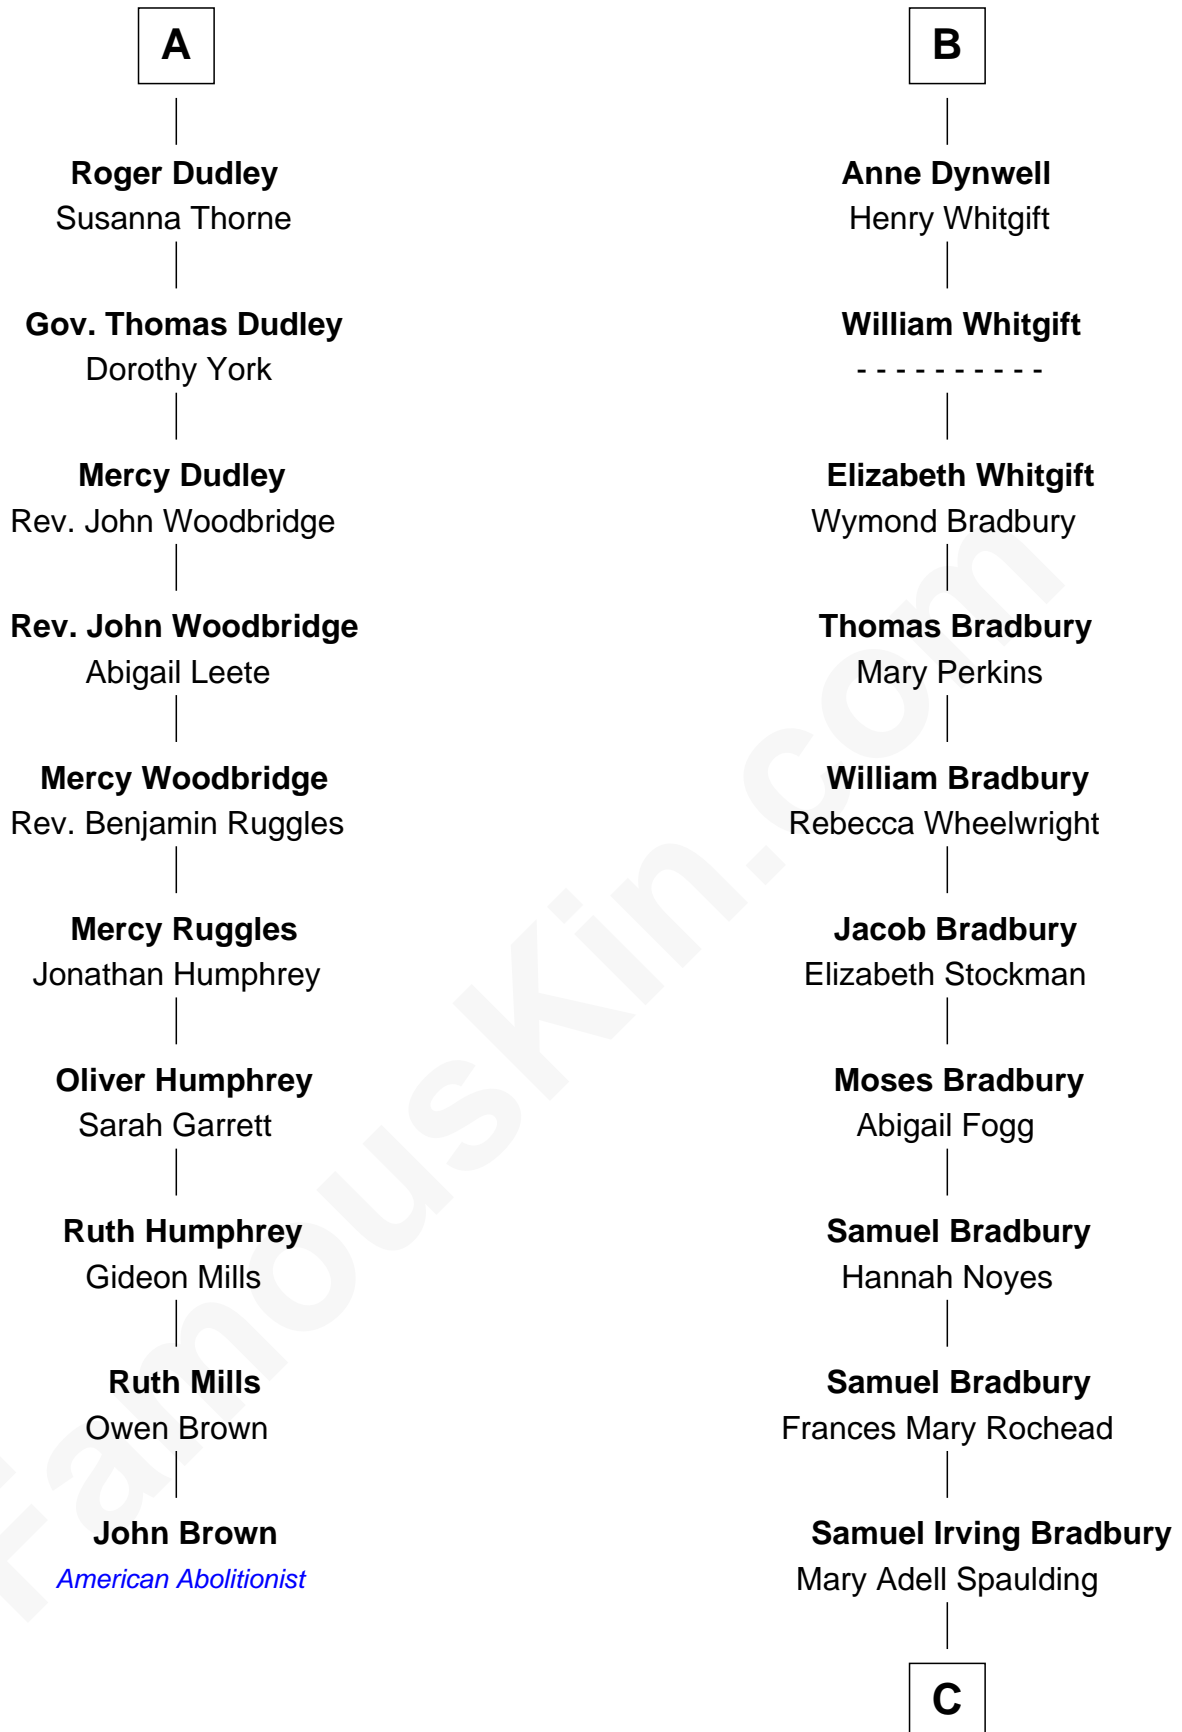 A
Roger Dudley
Susanna Thorne
Gov. Thomas Dudley
Dorothy York
Mercy Dudley
Rev. John Woodbridge
Rev. John Woodbridge
Abigail Leete
Mercy Woodbridge
Rev. Benjamin Ruggles
Mercy Ruggles
Jonathan Humphrey
Oliver Humphrey
Sarah Garrett
Ruth Humphrey
Gideon Mills
Ruth Mills
Owen Brown
John Brown
American Abolitionist
B
Anne Dynwell
Henry Whitgift
William Whitgift
- - - - - - - - - -
Elizabeth Whitgift
Wymond Bradbury
Thomas Bradbury
Mary Perkins
William Bradbury
Rebecca Wheelwright
Jacob Bradbury
Elizabeth Stockman
Moses Bradbury
Abigail Fogg
Samuel Bradbury
Hannah Noyes
Samuel Bradbury
Frances Mary Rochead
Samuel Irving Bradbury
Mary Adell Spaulding
C
FamousKin.com